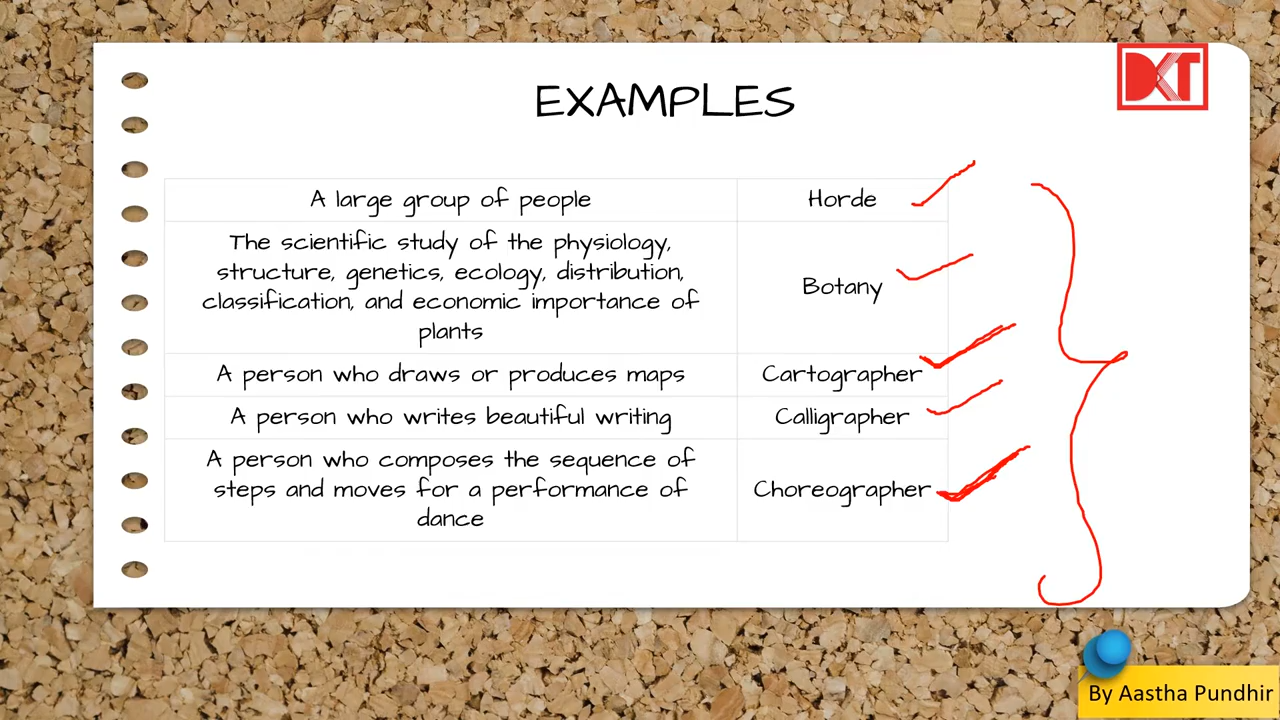 DKT
EXAMPLES
A large group of people
Horde
The scientific study of the physiology,
structure, genetics, ecology, distribution,
classification, and economic importance of
plants
Botany
A person who draws or produces maps
Cartographer
A person who writes beautiful writing
Calligrapher
A person who composes the sequence of
steps and moves for a performance of
dance
Choreographer
By Aastha Pundhir